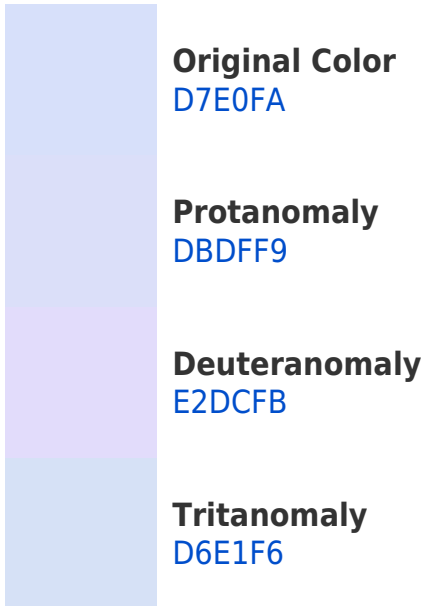 Original Color
D7E0FA
Protanomaly
DBDFF9
Deuteranomaly
E2DCFB
Tritanomaly
D6E1F6